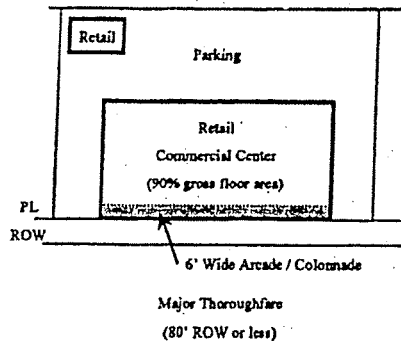 Retail
Parking
Retail
Commercial Center
(90% gross floor area)
PL
ROW
6' Wide Arcade / Colonnade
Major Thoroughfare
(80' ROW or less)